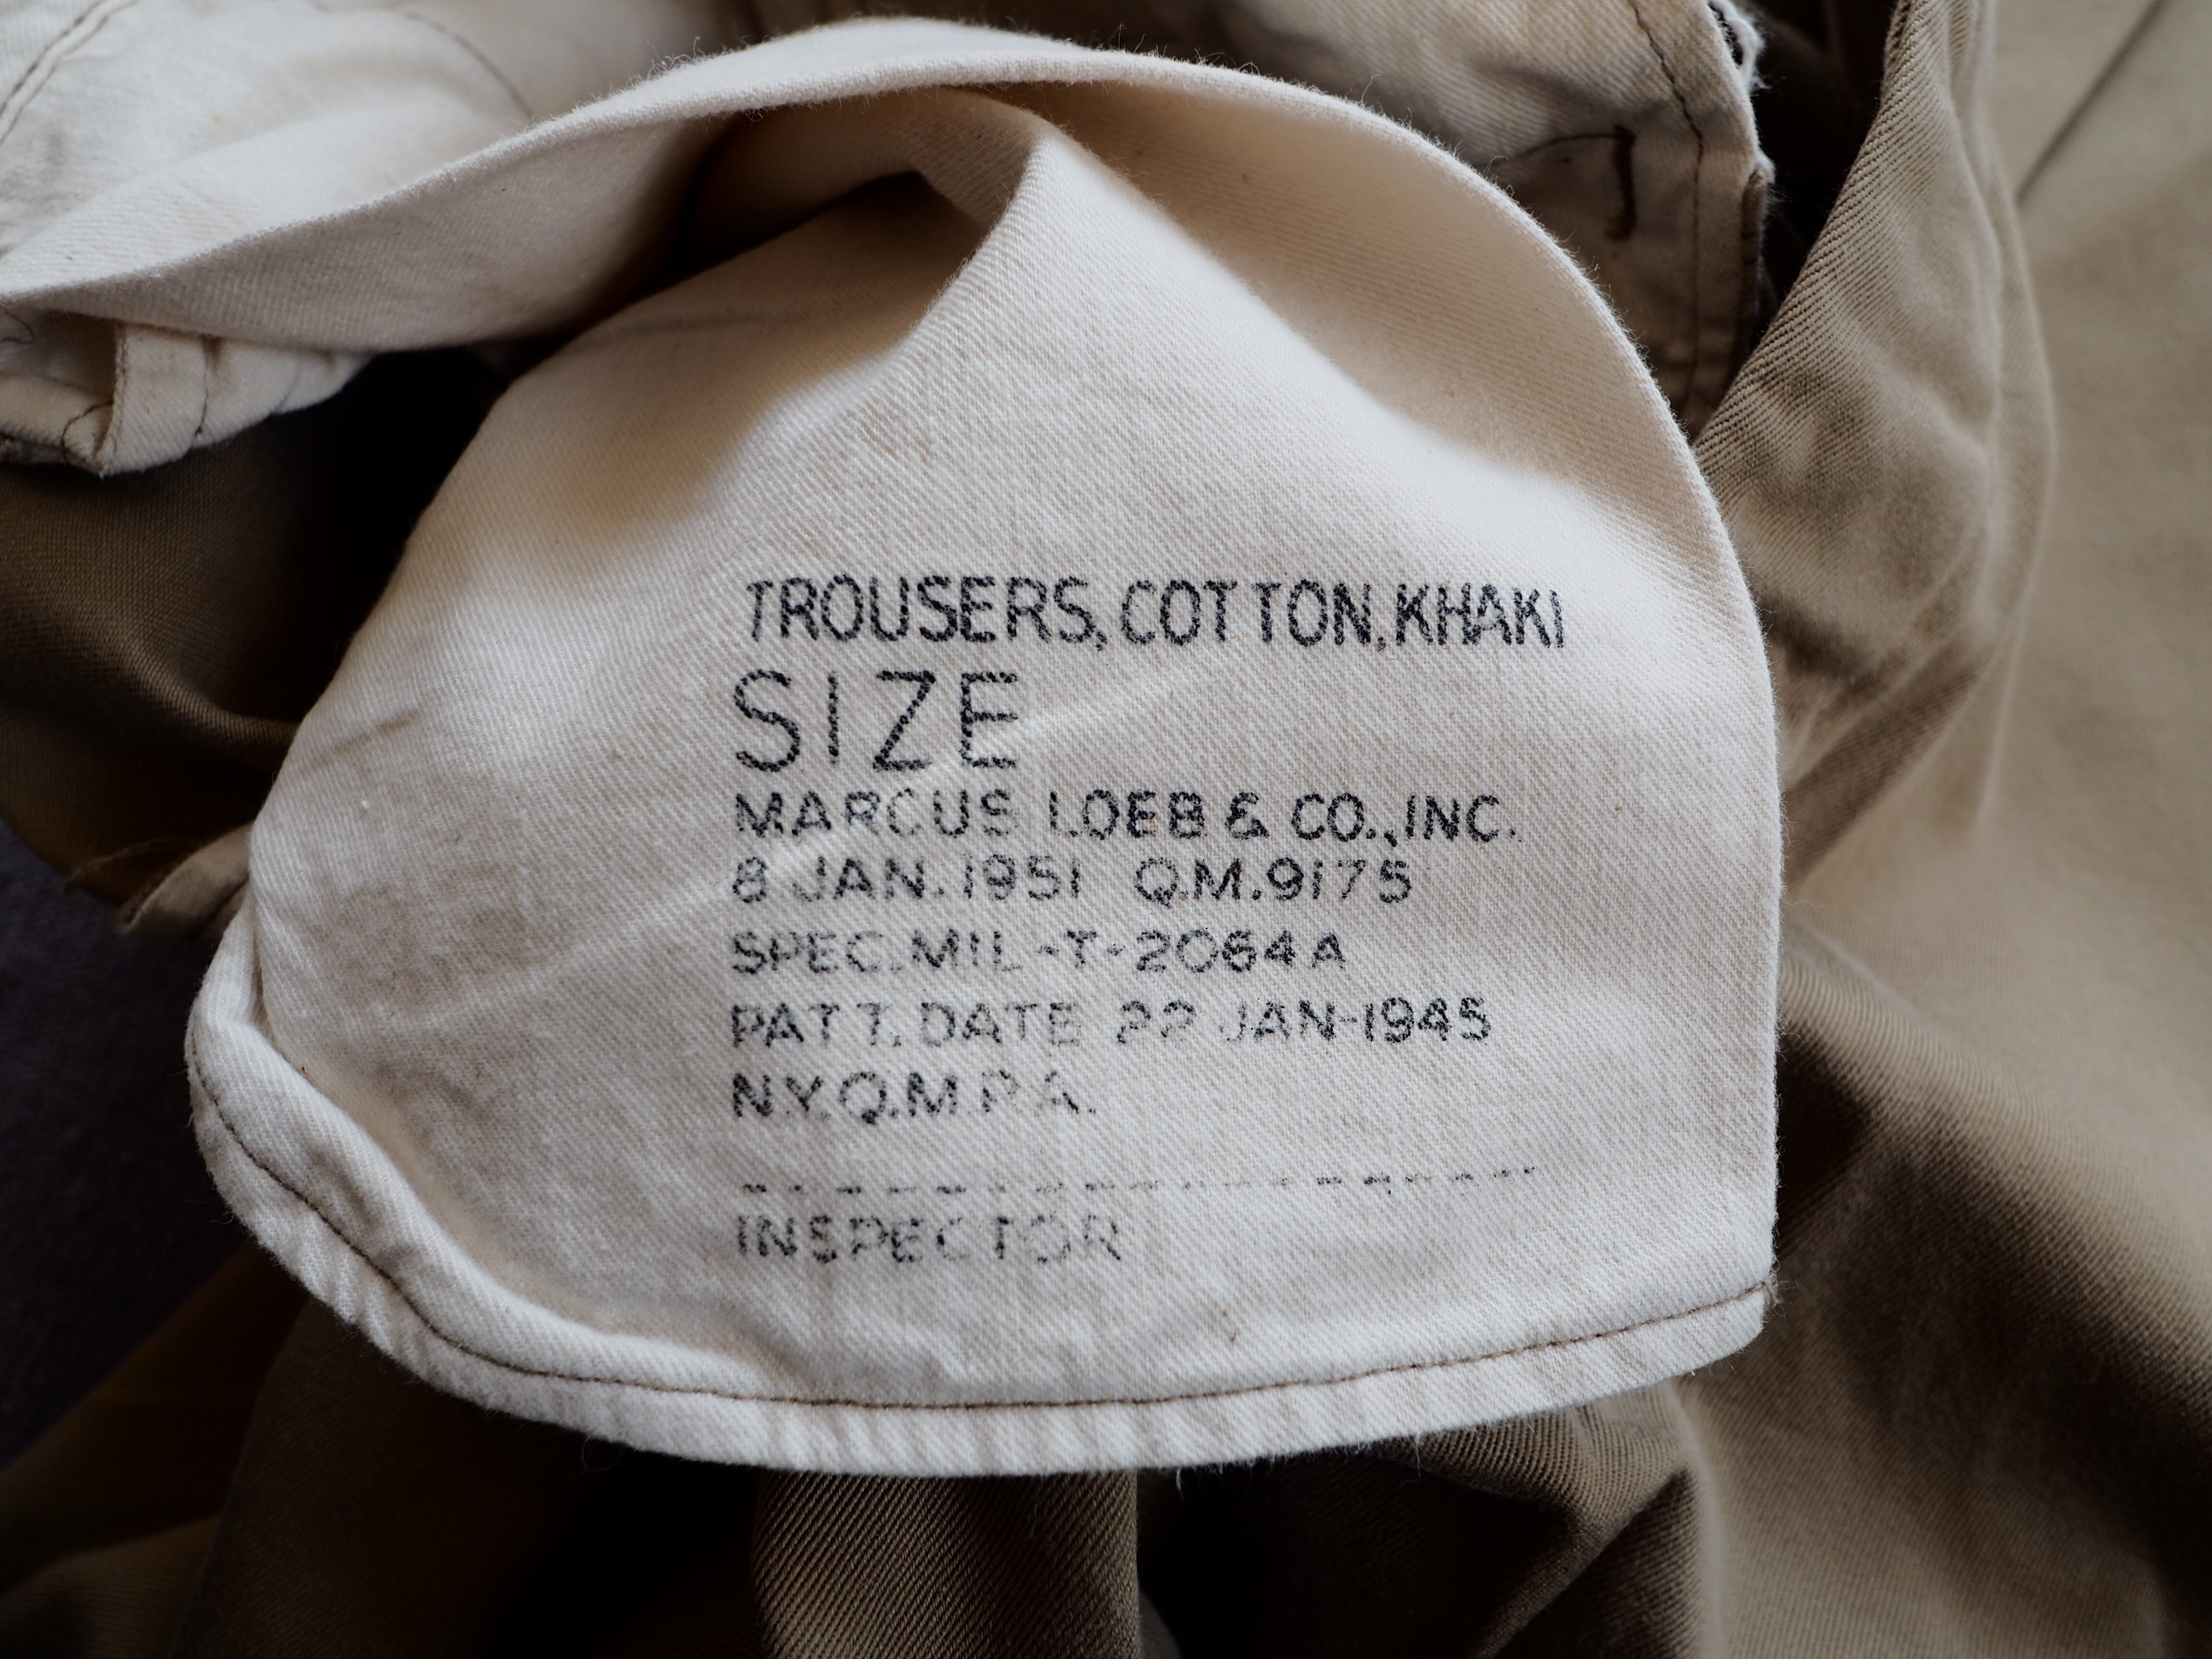 TROUSERS, COTTON, KHAKI
SIZE
MARCUS LOEB & CO., INC.
8 JAN. 1951 Q.M. 9175
SPEC. MIL-T-2064A
PATT. DATE 22 JAN-1945
N.Y.Q.M.P.A.
INSPECTOR